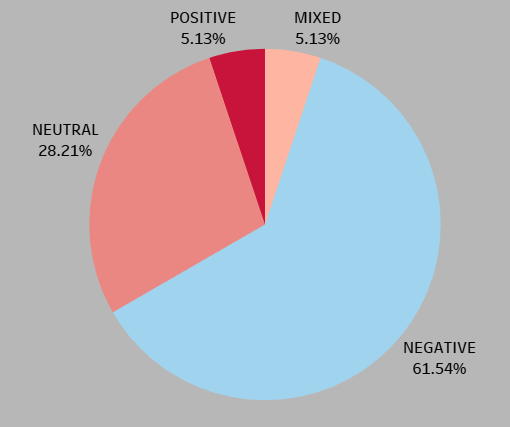 POSITIVE
5.13%
MIXED
5.13%
NEUTRAL
28.21%
NEGATIVE
61.54%